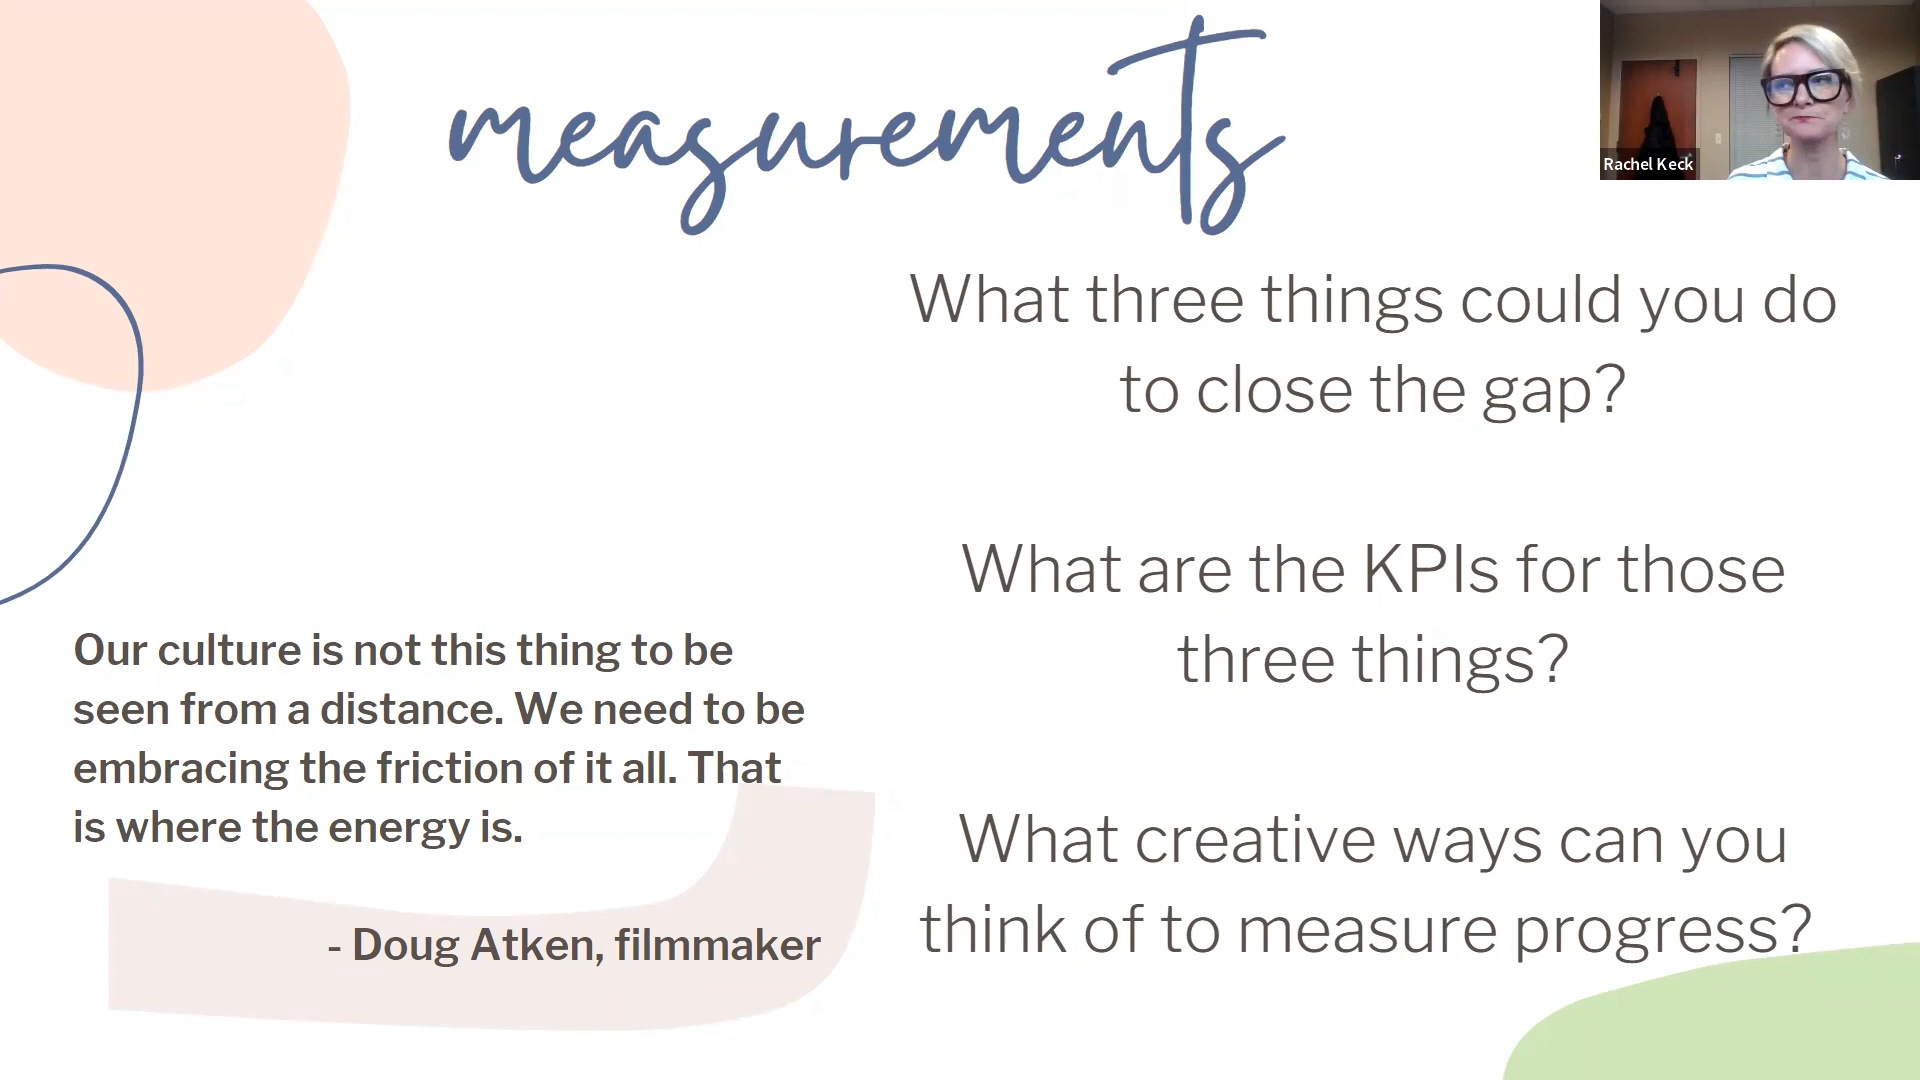 measurements
Rachel Keck
What three things could you do
to close the gap?
What are the KPIs for those
three things?
What creative ways can you
think of to measure progress?
Our culture is not this thing to be
seen from a distance. We need to be
embracing the friction of it all. That
is where the energy is.
- Doug Atken, filmmaker